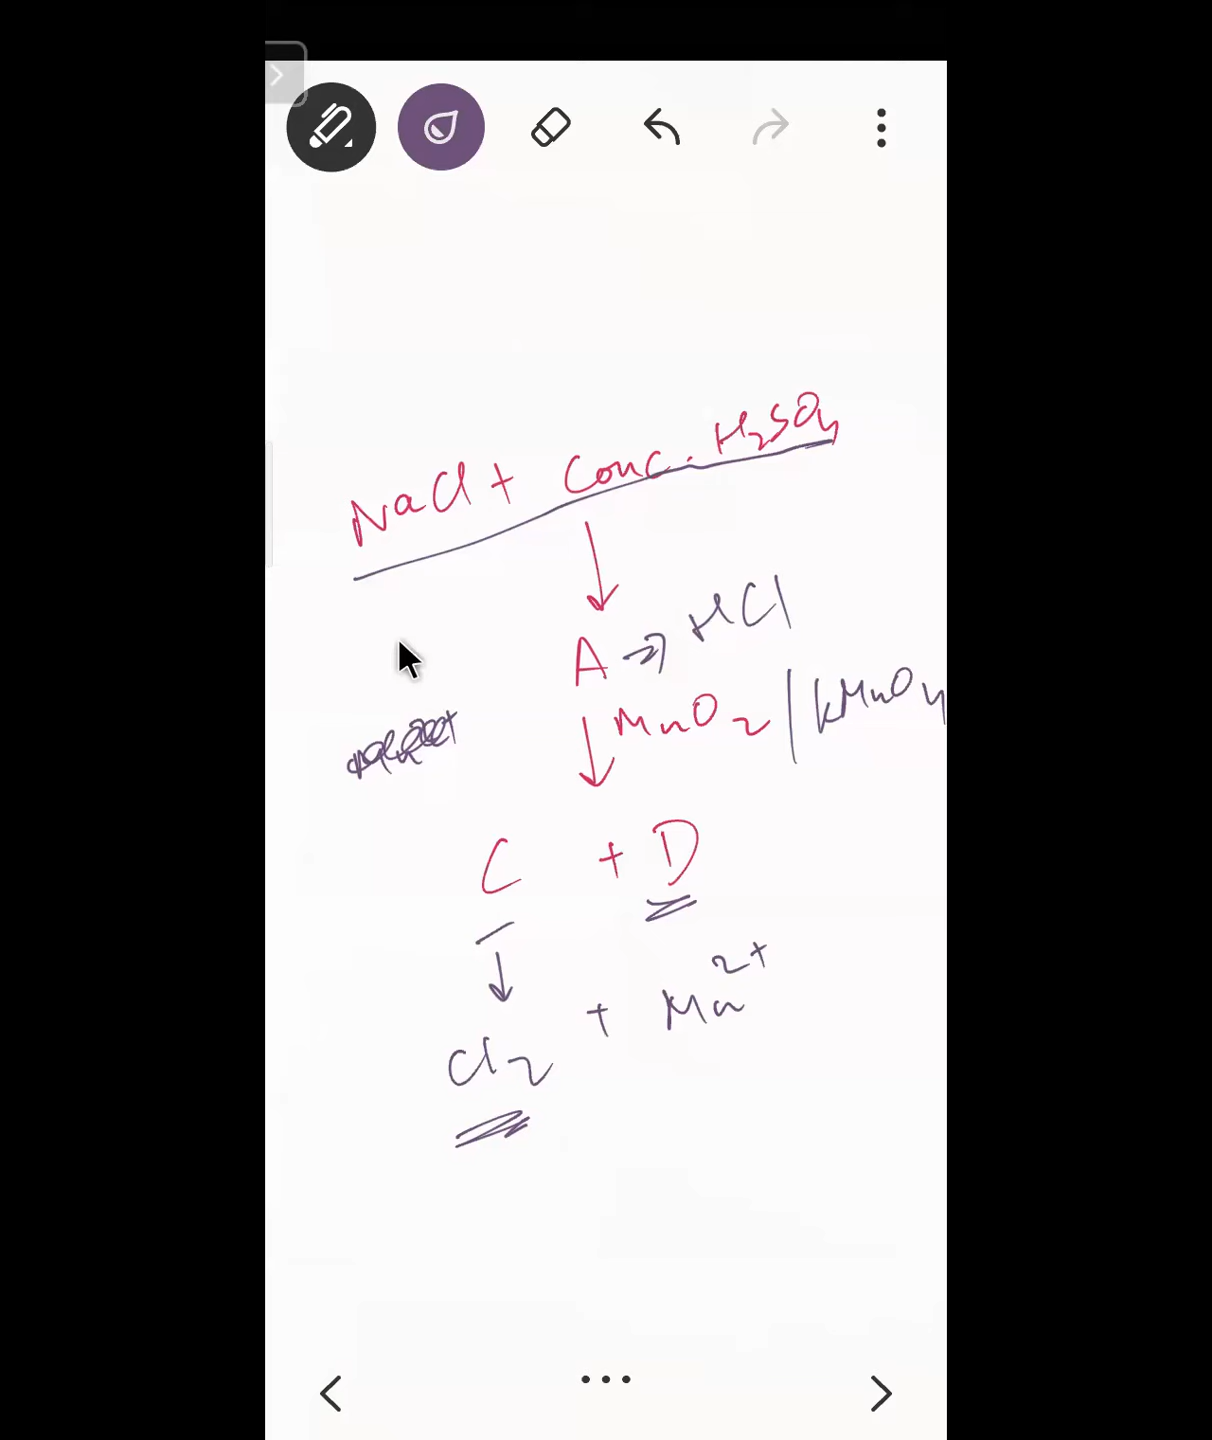 NaCl + Conc. H₂SO₄
A → HCl
MnO₂ / KMnO₄
C + D
Cl₂ + Mn²⁺